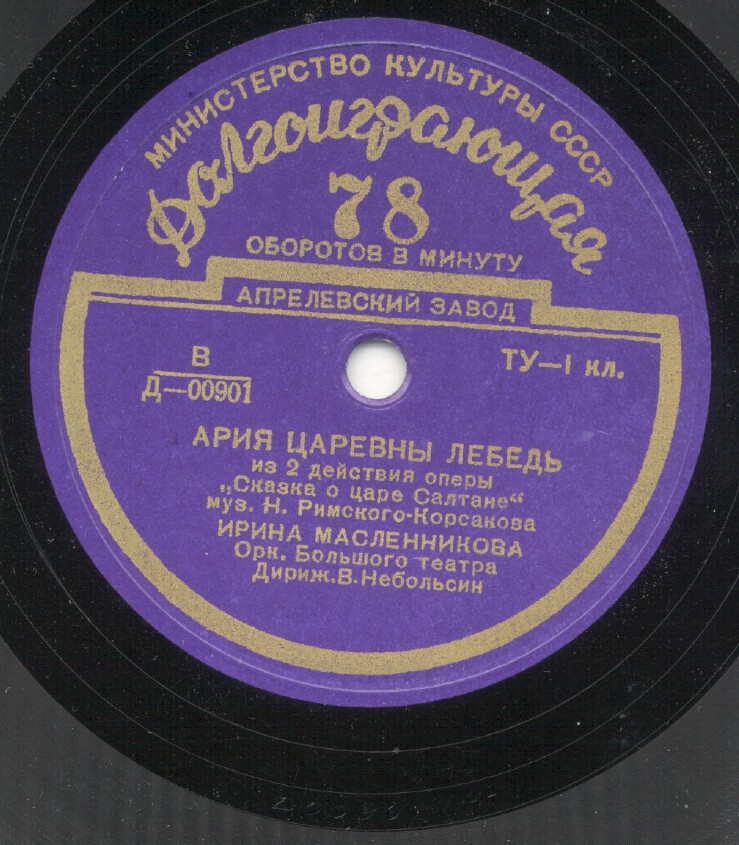 МИНИСТЕРСТВО КУЛЬТУРЫ СССР
Долгоиграющая
78
ОБОРОТОВ В МИНУТУ
АПРЕЛЕВСКИЙ ЗАВОД
В
Д—00901
ТУ—I кл.
АРИЯ ЦАРЕВНЫ ЛЕБЕДЬ
из 2 действия оперы
„Сказка о царе Салтане“
муз. Н. Римского-Корсакова
ИРИНА МАСЛЕННИКОВА
Орк. Большого театра
Дириж.В.Небольсин